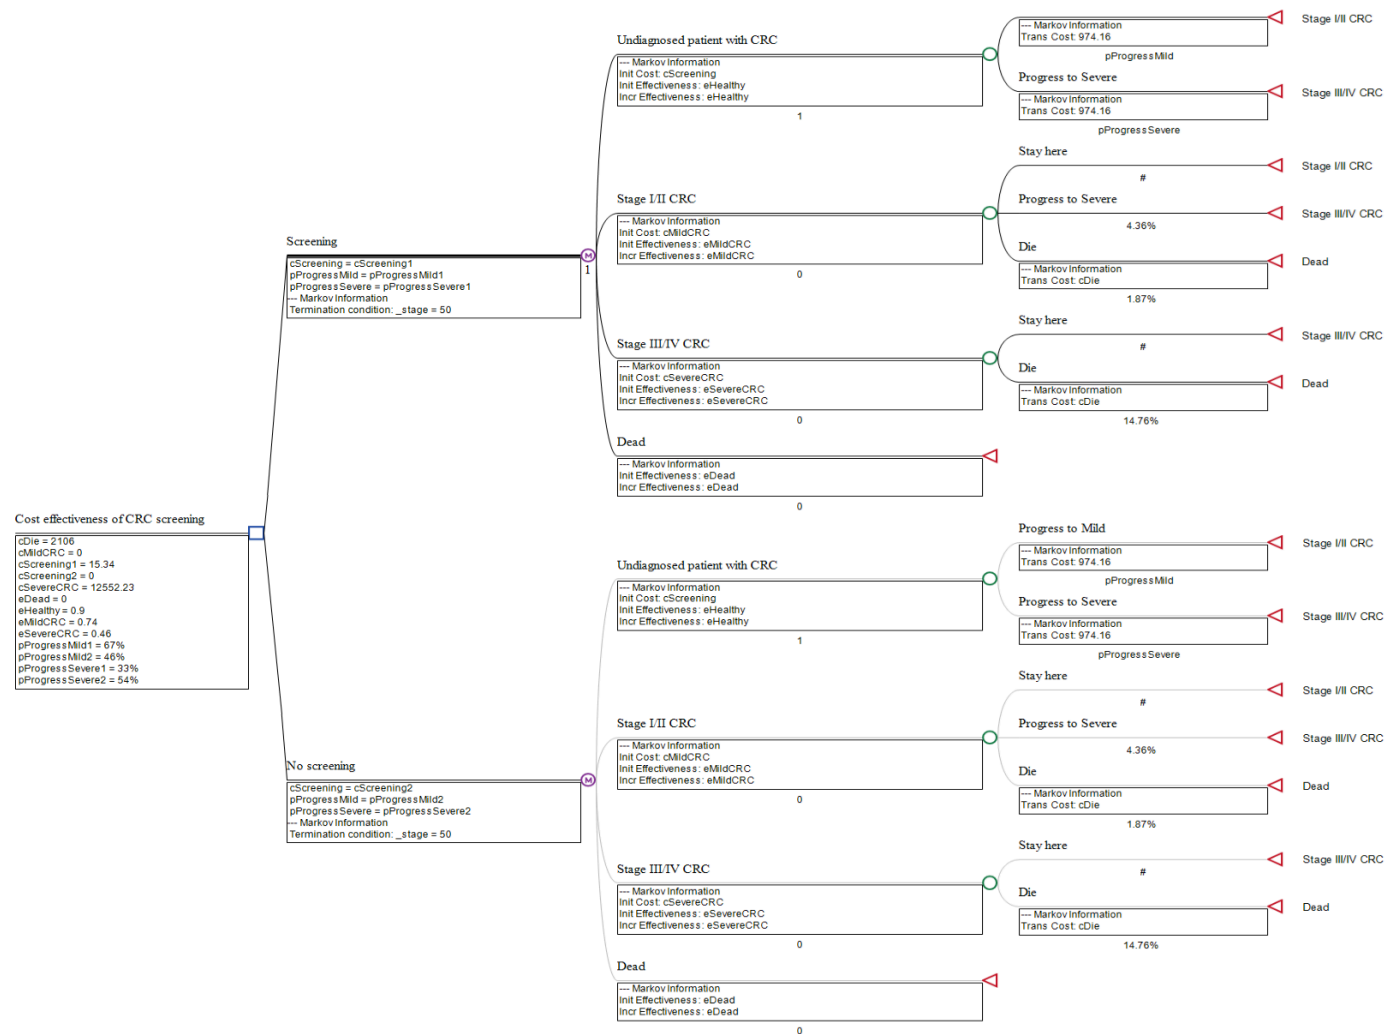 Cost effectiveness of CRC screening
cDie = 2106
cMildCRC = 0
cScreening1 = 15.34
cScreening2 = 0
cSevereCRC = 12552.23
eDead = 0
eHealthy = 0.9
eMildCRC = 0.74
eSevereCRC = 0.46
pProgressMild1 = 67%
pProgressMild2 = 46%
pProgressSevere1 = 33%
pProgressSevere2 = 54%
Screening
cScreening = cScreening1
pProgressMild = pProgressMild1
pProgressSevere = pProgressSevere1
--- Markov Information
Termination condition: _stage = 50
M
1
Undiagnosed patient with CRC
--- Markov Information
Init Cost: cScreening
Init Effectiveness: eHealthy
Incr Effectiveness: eHealthy
1
--- Markov Information
Trans Cost: 974.16
pProgressMild
Stage I/II CRC
Progress to Severe
--- Markov Information
Trans Cost: 974.16
pProgressSevere
Stage III/IV CRC
Stage I/II CRC
--- Markov Information
Init Cost: cMildCRC
Init Effectiveness: eMildCRC
Incr Effectiveness: eMildCRC
0
Stay here
#
Stage I/II CRC
Progress to Severe
4.36%
Stage III/IV CRC
Die
--- Markov Information
Trans Cost: cDie
1.87%
Dead
Stage III/IV CRC
--- Markov Information
Init Cost: cSevereCRC
Init Effectiveness: eSevereCRC
Incr Effectiveness: eSevereCRC
0
Stay here
#
Stage III/IV CRC
Die
--- Markov Information
Trans Cost: cDie
14.76%
Dead
Dead
--- Markov Information
Init Effectiveness: eDead
Incr Effectiveness: eDead
0
No screening
cScreening = cScreening2
pProgressMild = pProgressMild2
pProgressSevere = pProgressSevere2
--- Markov Information
Termination condition: _stage = 50
M
Undiagnosed patient with CRC
--- Markov Information
Init Cost: cScreening
Init Effectiveness: eHealthy
Incr Effectiveness: eHealthy
1
Progress to Mild
--- Markov Information
Trans Cost: 974.16
pProgressMild
Stage I/II CRC
Progress to Severe
--- Markov Information
Trans Cost: 974.16
pProgressSevere
Stage III/IV CRC
Stage I/II CRC
--- Markov Information
Init Cost: cMildCRC
Init Effectiveness: eMildCRC
Incr Effectiveness: eMildCRC
0
Stay here
#
Stage I/II CRC
Progress to Severe
4.36%
Stage III/IV CRC
Die
--- Markov Information
Trans Cost: cDie
1.87%
Dead
Stage III/IV CRC
--- Markov Information
Init Cost: cSevereCRC
Init Effectiveness: eSevereCRC
Incr Effectiveness: eSevereCRC
0
Stay here
#
Stage III/IV CRC
Die
--- Markov Information
Trans Cost: cDie
14.76%
Dead
Dead
--- Markov Information
Init Effectiveness: eDead
Incr Effectiveness: eDead
0